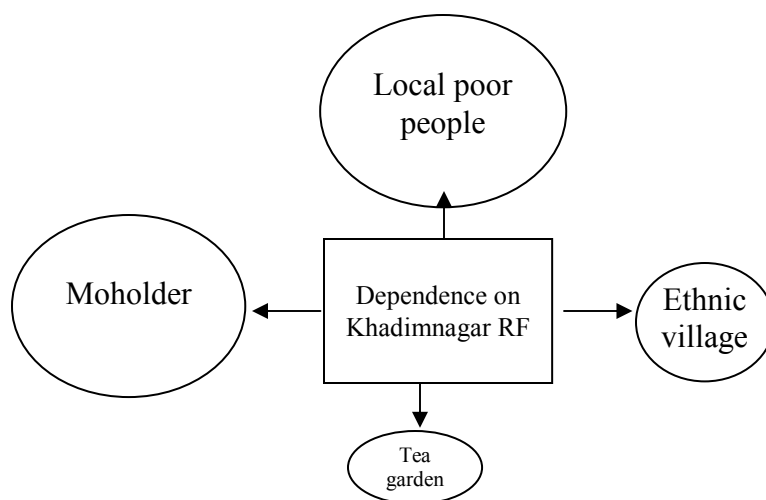 Local poor
people
Moholder
Dependence on
Khadimnagar RF
Ethnic
village
Tea
garden